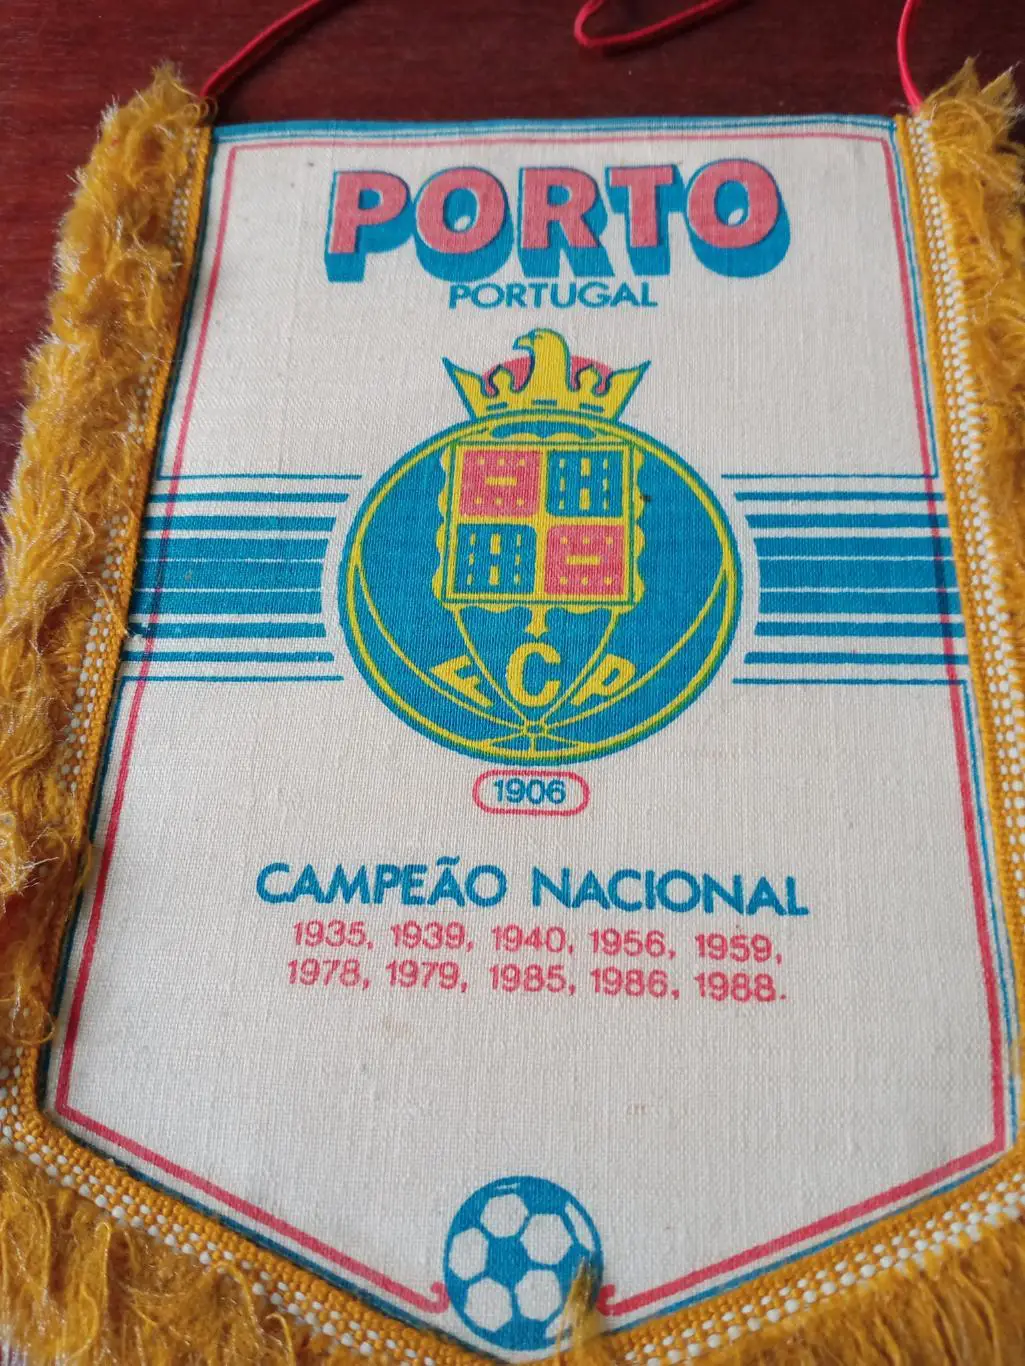 PORTO
PORTUGAL
FCP
1906
CAMPEÃO NACIONAL
1935, 1939, 1940, 1956, 1959,
1978, 1979, 1985, 1986, 1988.